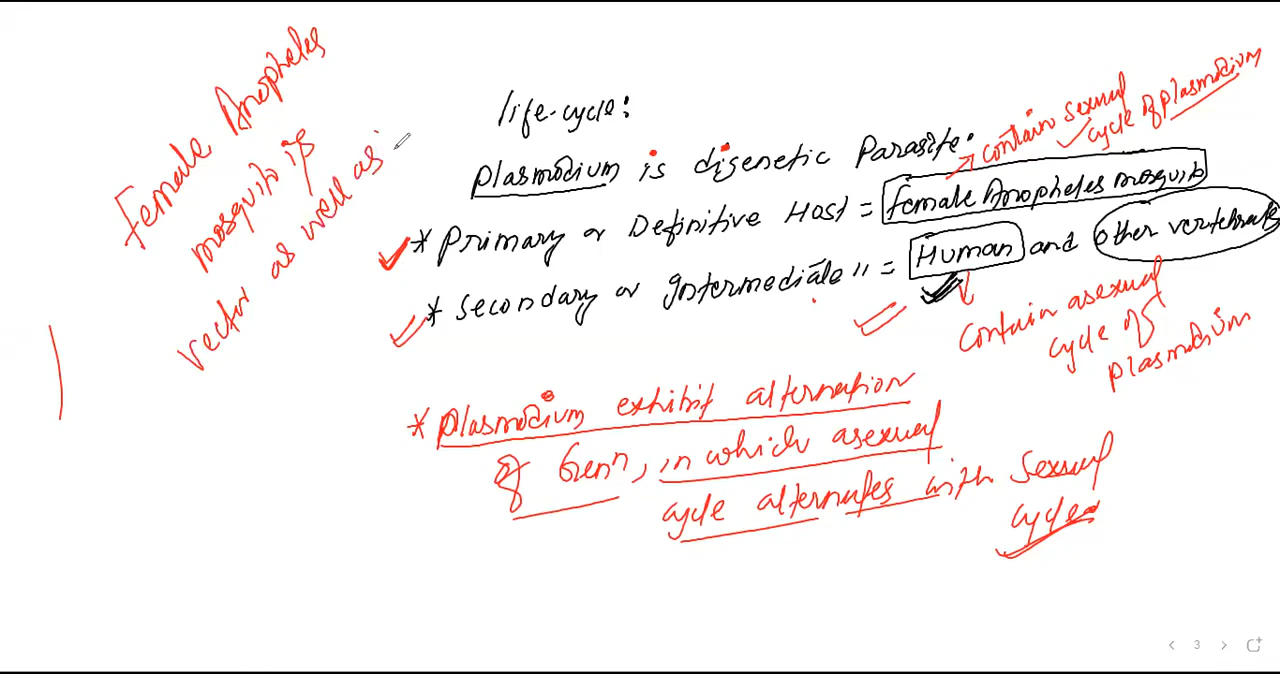 Female Anopheles
mosquito is
vector as well as
life-cycle:
plasmodium is digenetic Parasite.
→ contain sexual
cycle of plasmodium
* Primary or Definitive Host = female Anopheles mosquito
* Secondary or Intermediate " = Human and other vertebrates
Contain asexual
cycle of
plasmodium
* plasmodium exhibit alternation
of Genn, in which asexual
cycle alternates with sexual
cycle
3